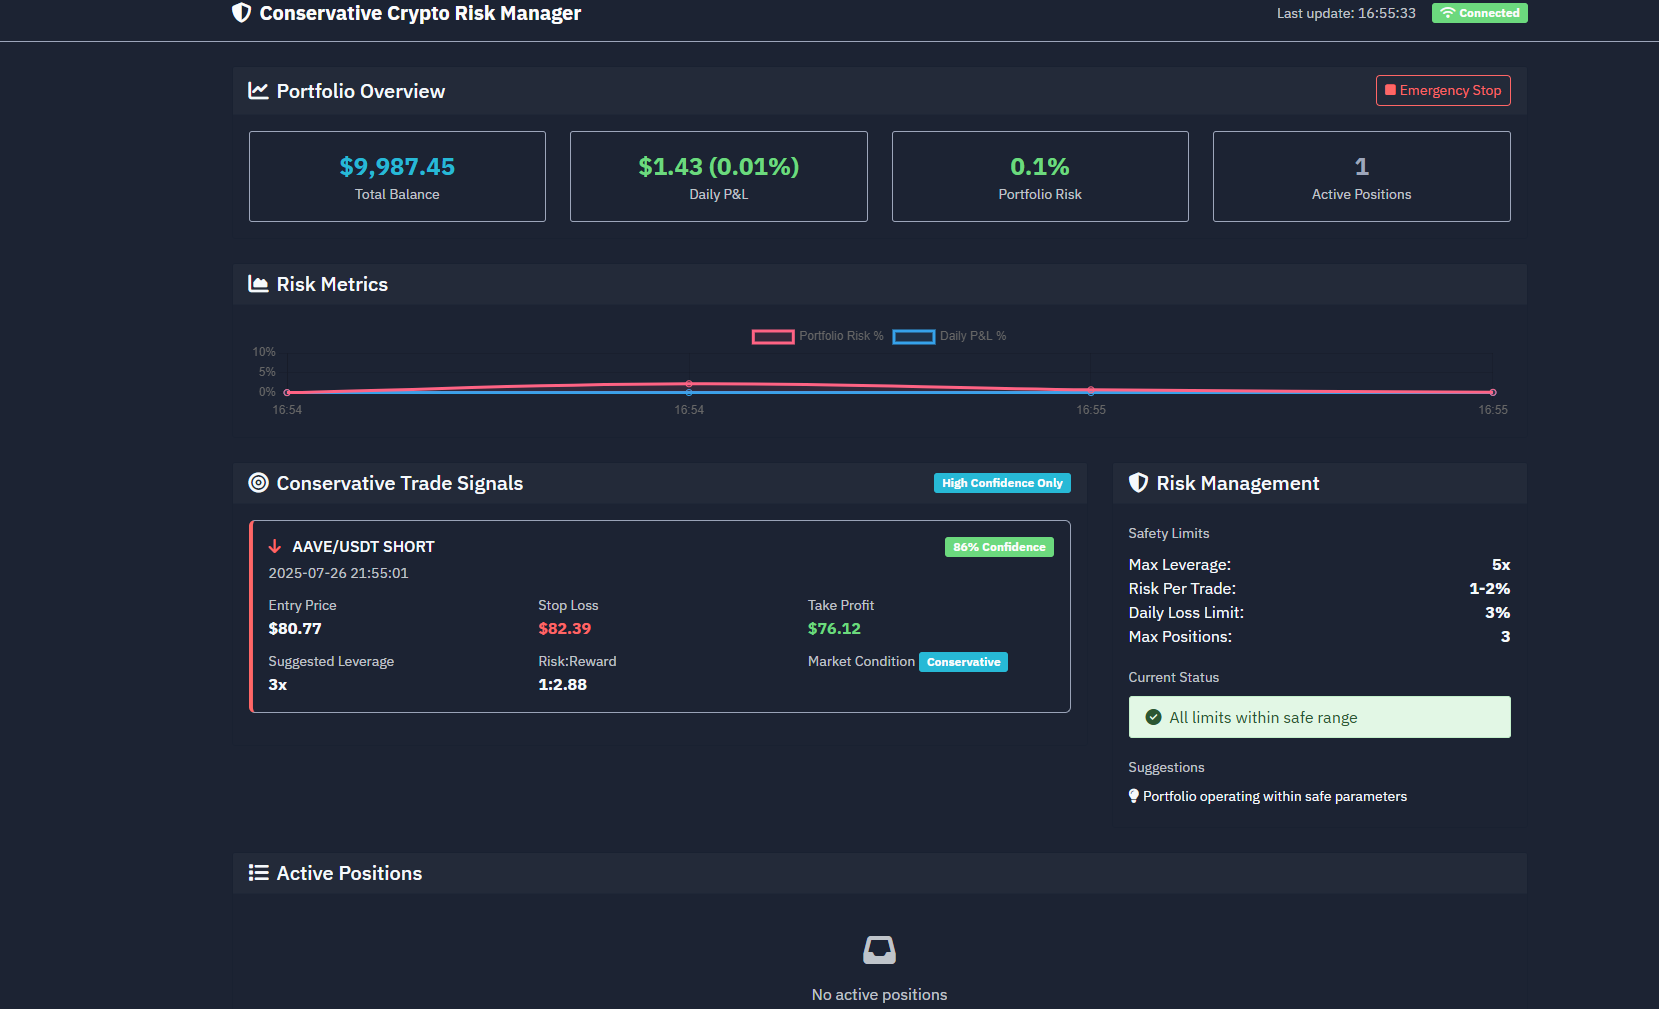 Conservative Crypto Risk Manager
Last update: 16:55:33 Connected
Portfolio Overview
Emergency Stop
$9,987.45
Total Balance
$1.43 (0.01%)
Daily P&L
0.1%
Portfolio Risk
1
Active Positions
Risk Metrics
Portfolio Risk % Daily P&L %
10%
5%
0%
16:54 16:54 16:55 16:55
Conservative Trade Signals
High Confidence Only
AAVE/USDT SHORT
86% Confidence
2025-07-26 21:55:01
Entry Price Stop Loss Take Profit
$80.77 $82.39 $76.12
Suggested Leverage Risk:Reward Market Condition Conservative
3x 1:2.88
Risk Management
Safety Limits
Max Leverage: 5x
Risk Per Trade: 1-2%
Daily Loss Limit: 3%
Max Positions: 3
Current Status
All limits within safe range
Suggestions
Portfolio operating within safe parameters
Active Positions
No active positions